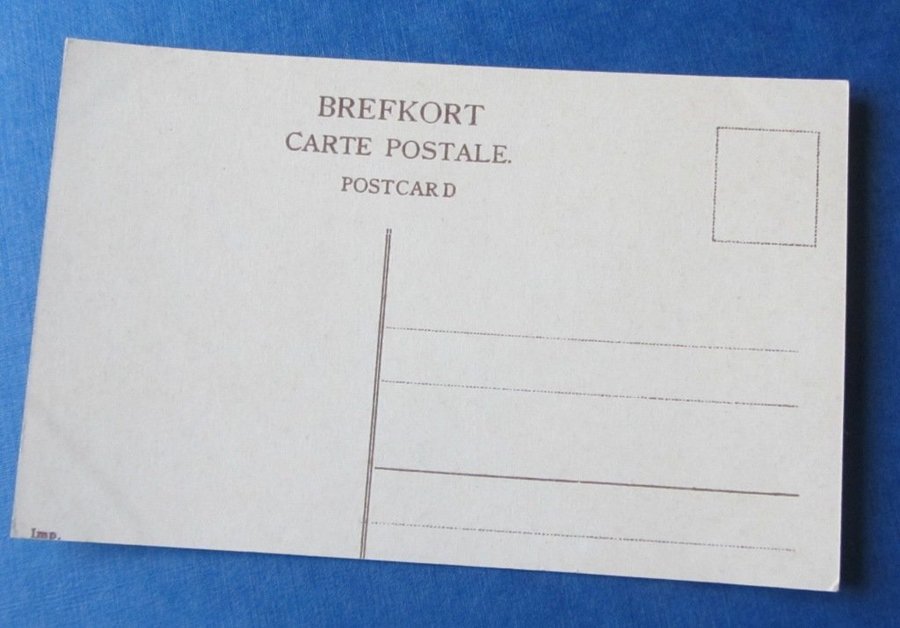 BREFKORT
CARTE POSTALE.
POSTCARD
Imp.